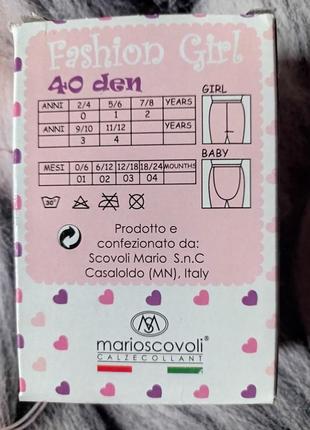 Fashion Girl
40 den
ANNI 2/4 5/6 7/8 YEARS
0 1 2
ANNI 9/10 11/12 YEARS
3 4
MESI 0/6 6/12 12/18 18/24 MOUNTHS
01 02 03 04
30°
GIRL
BABY
Prodotto e
confezionato da:
Scovoli Mario S.n.C
Casaloldo (MN), Italy
MS
marioscovoli®
CALZECOLLANT